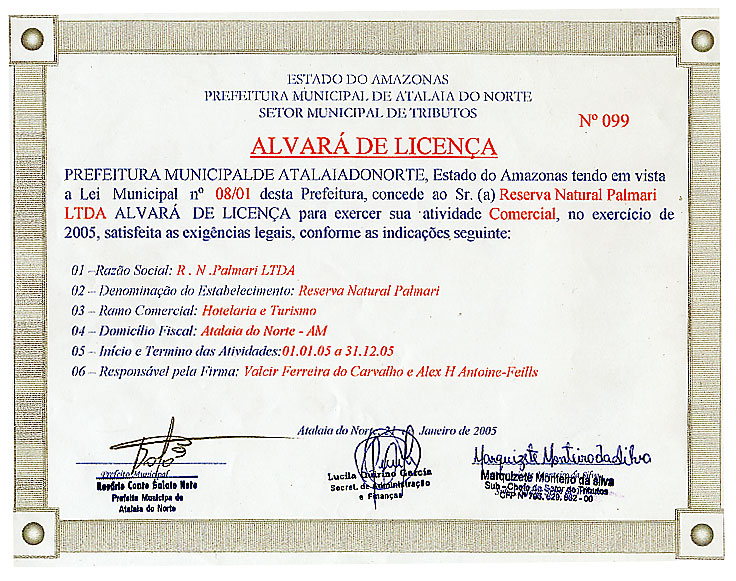 ESTADO DO AMAZONAS
PREFEITURA MUNICIPAL DE ATALAIA DO NORTE
SETOR MUNICIPAL DE TRIBUTOS
Nº 099
ALVARÁ DE LICENÇA
PREFEITURA MUNICIPALDE ATALAIADONORTE, Estado do Amazonas tendo em vista
a Lei Municipal nº 08/01 desta Prefeitura, concede ao Sr. (a) Reserva Natural Palmari
LTDA ALVARÁ DE LICENÇA para exercer sua atividade Comercial, no exercício de
2005, satisfeita as exigências legais, conforme as indicações seguinte:
01 –Razão Social: R . N .Palmari LTDA
02 – Denominação do Estabelecimento: Reserva Natural Palmari
03 – Ramo Comercial: Hotelaria e Turismo
04 – Domicílio Fiscal: Atalaia do Norte - AM
05 – Início e Termino das Atividades:01.01.05 a 31.12.05
06 – Responsável pela Firma: Valcir Ferreira do Carvalho e Alex H Antoine-Feills
Atalaia do Norte, de Janeiro de 2005
Prefeito Municipal
Rosário Conte Neto
Prefeito Municipa de
Atalaia do Norte
Lucila García
Secret. de Administração
e Finanças
Marquizete Monteiro da Silva
Marquizete Monteiro da silva
Sub - Chefe do Setor de Tributos
CPF Nº